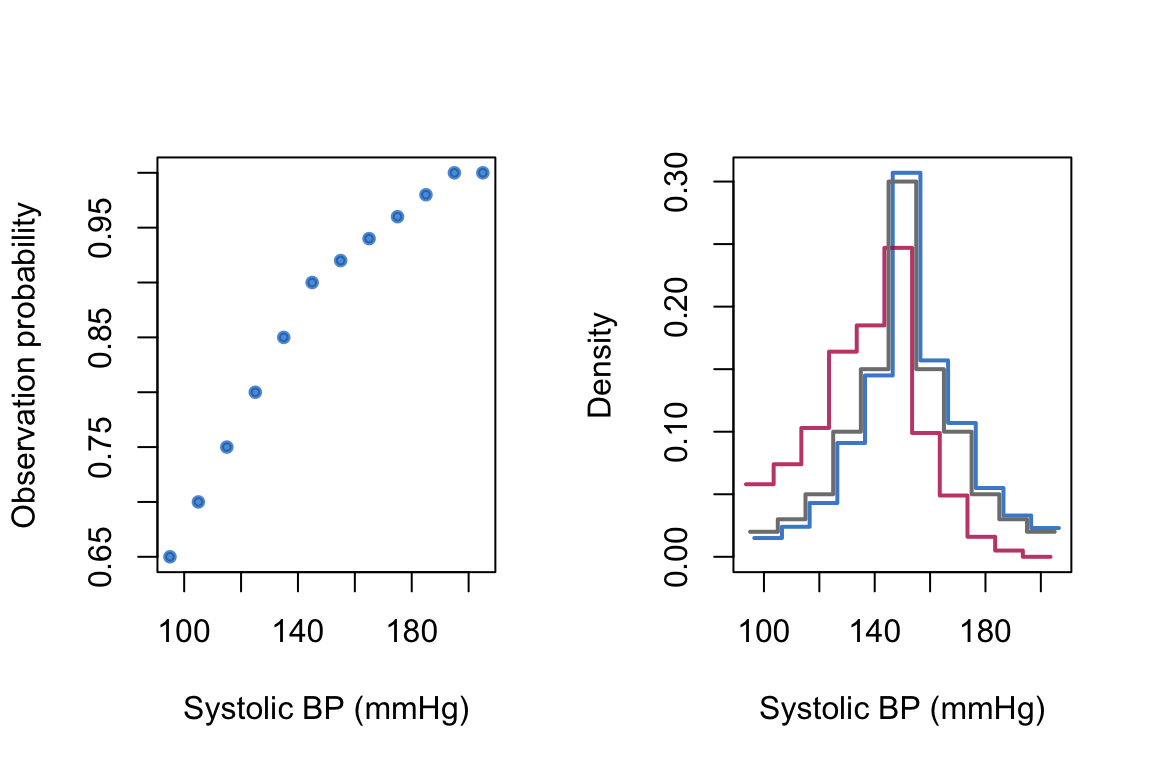 Observation probability
0.65 0.75 0.85 0.95
100 140 180
Systolic BP (mmHg)
Density
0.00 0.10 0.20 0.30
100 140 180
Systolic BP (mmHg)